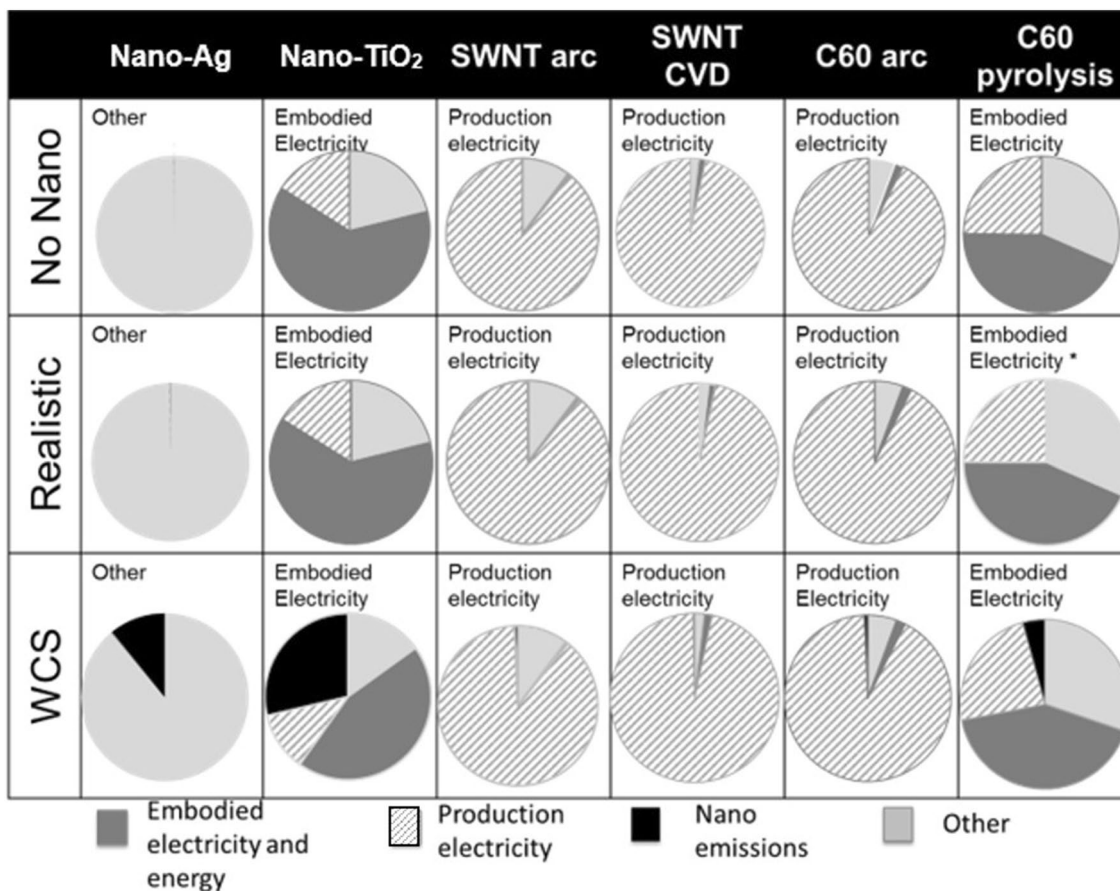 Nano-Ag
Nano-TiO₂
SWNT arc
SWNT
CVD
C60 arc
C60
pyrolysis
No Nano
Other
Embodied
Electricity
Production
electricity
Production
electricity
Production
electricity
Embodied
Electricity
Realistic
Other
Embodied
Electricity
Production
electricity
Production
electricity
Production
electricity
Embodied
Electricity *
WCS
Other
Embodied
Electricity
Production
electricity
Production
electricity
Production
Electricity
Embodied
Electricity
Embodied
electricity and
energy
Production
electricity
Nano
emissions
Other